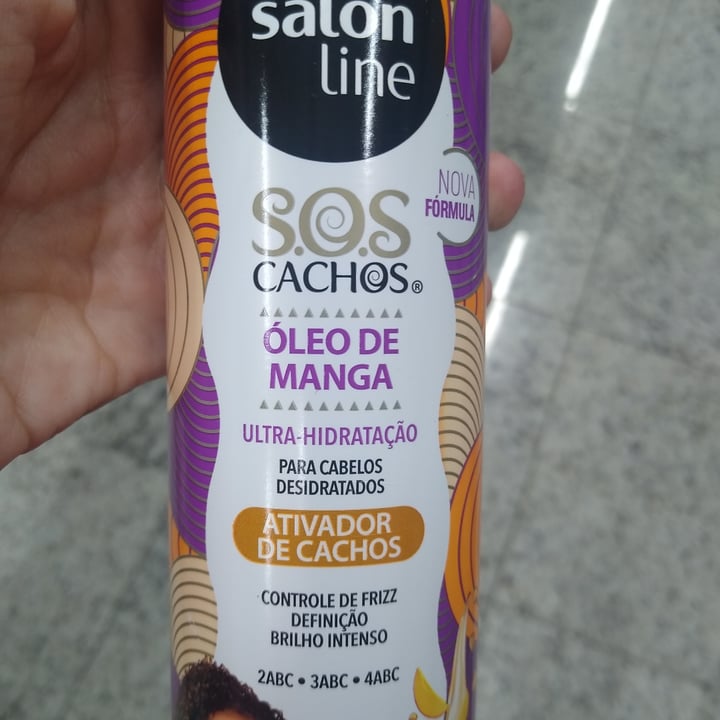 salon
line
NOVA
FÓRMULA
S.O.S
CACHOS®
ÓLEO DE
MANGA
ULTRA-HIDRATAÇÃO
PARA CABELOS
DESIDRATADOS
ATIVADOR
DE CACHOS
CONTROLE DE FRIZZ
DEFINIÇÃO
BRILHO INTENSO
2ABC • 3ABC • 4ABC